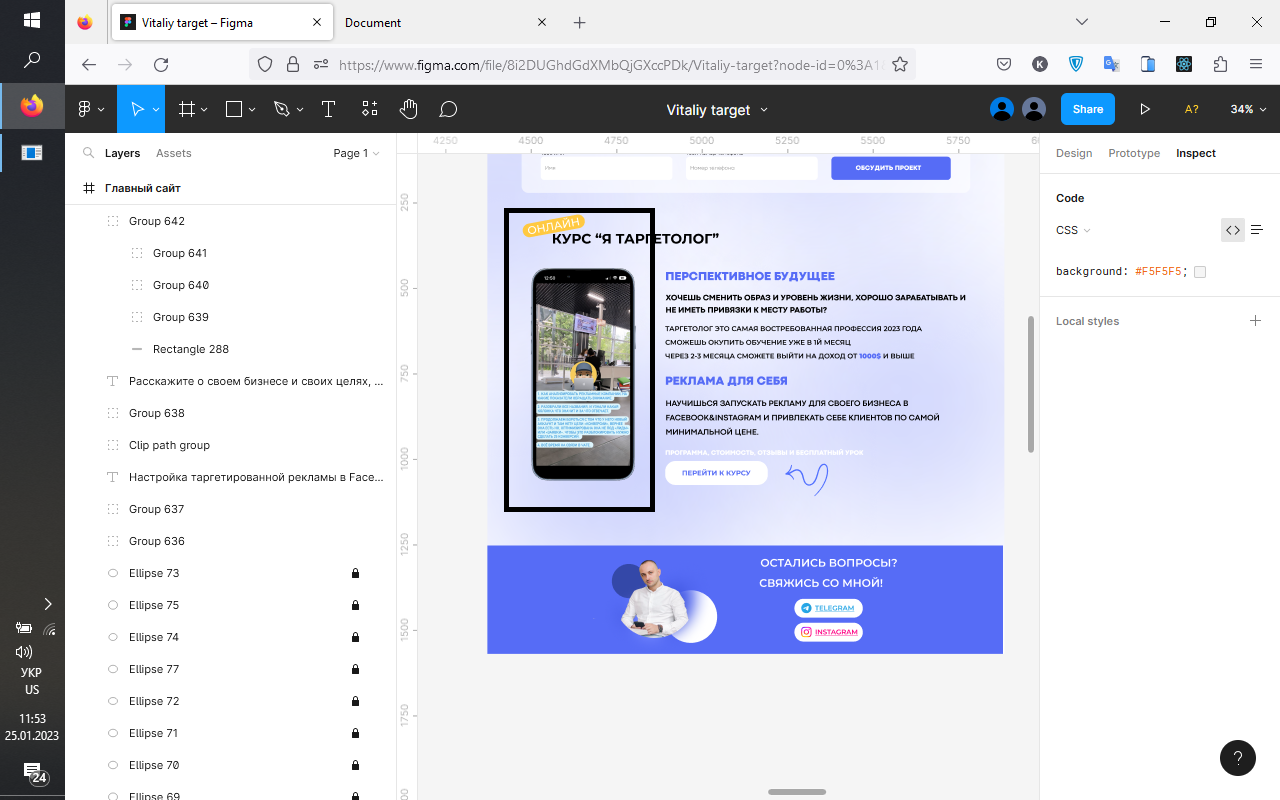 Vitaliy target – Figma
Document
https://www.figma.com/file/8i2DUGhdGdXMbQjGXccPDk/Vitaliy-target?node-id=0%3A1
K
Vitaliy target
Share
A?
34%
Layers
Assets
Page 1
Главный сайт
Group 642
Group 641
Group 640
Group 639
Rectangle 288
Расскажите о своем бизнесе и своих целях, ...
Group 638
Clip path group
Настройка таргетированной рекламы в Face...
Group 637
Group 636
Ellipse 73
Ellipse 75
Ellipse 74
Ellipse 77
Ellipse 72
Ellipse 71
Ellipse 70
Ellipse 69
4250
4500
4750
5000
5250
5500
5750
250
500
750
1000
1250
1500
1750
Имя
Номер телефона
ОБСУДИТЬ ПРОЕКТ
ОНЛАЙН
КУРС “Я ТАРГЕТОЛОГ”
12:58
ПЕРСПЕКТИВНОЕ БУДУЩЕЕ
ХОЧЕШЬ СМЕНИТЬ ОБРАЗ И УРОВЕНЬ ЖИЗНИ, ХОРОШО ЗАРАБАТЫВАТЬ И
НЕ ИМЕТЬ ПРИВЯЗКИ К МЕСТУ РАБОТЫ?
ТАРГЕТОЛОГ ЭТО САМАЯ ВОСТРЕБОВАННАЯ ПРОФЕССИЯ 2023 ГОДА
СМОЖЕШЬ ОКУПИТЬ ОБУЧЕНИЕ УЖЕ В 1Й МЕСЯЦ
ЧЕРЕЗ 2-3 МЕСЯЦА СМОЖЕТЕ ВЫЙТИ НА ДОХОД ОТ 1000$ И ВЫШЕ
РЕКЛАМА ДЛЯ СЕБЯ
НАУЧИШЬСЯ ЗАПУСКАТЬ РЕКЛАМУ ДЛЯ СВОЕГО БИЗНЕСА В
FACEBOOK&INSTAGRAM И ПРИВЛЕКАТЬ СЕБЕ КЛИЕНТОВ ПО САМОЙ
МИНИМАЛЬНОЙ ЦЕНЕ.
ПРОГРАММА, СТОИМОСТЬ, ОТЗЫВЫ И БЕСПЛАТНЫЙ УРОК
ПЕРЕЙТИ К КУРСУ
ОСТАЛИСЬ ВОПРОСЫ?
СВЯЖИСЬ СО МНОЙ!
TELEGRAM
INSTAGRAM
Design
Prototype
Inspect
Code
CSS
background: #F5F5F5;
Local styles
?
УКР
US
11:53
25.01.2023
24